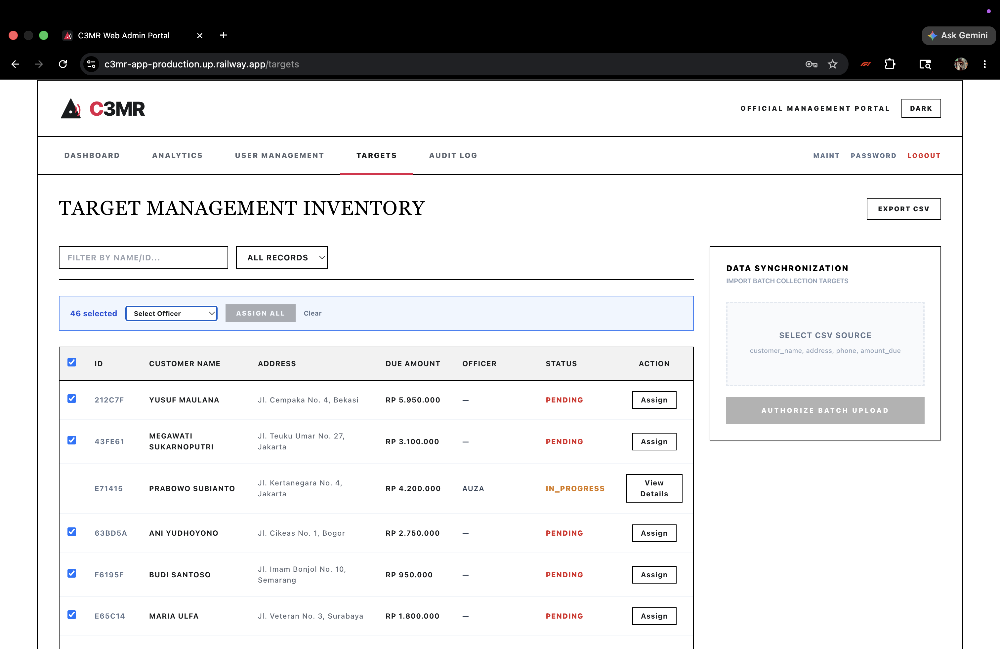 C3MR Web Admin Portal
Ask Gemini
c3mr-app-production.up.railway.app/targets
C3MR
OFFICIAL MANAGEMENT PORTAL
DARK
DASHBOARD ANALYTICS USER MANAGEMENT TARGETS AUDIT LOG
MAINT PASSWORD LOGOUT
TARGET MANAGEMENT INVENTORY
EXPORT CSV
FILTER BY NAME/ID...
ALL RECORDS
46 selected
Select Officer
ASSIGN ALL
Clear
ID CUSTOMER NAME ADDRESS DUE AMOUNT OFFICER STATUS ACTION
212C7F YUSUF MAULANA Jl. Cempaka No. 4, Bekasi RP 5.950.000 — PENDING Assign
43FE61 MEGAWATI SUKARNOPUTRI Jl. Teuku Umar No. 27, Jakarta RP 3.100.000 — PENDING Assign
E71415 PRABOWO SUBIANTO Jl. Kertanegara No. 4, Jakarta RP 4.200.000 AUZA IN_PROGRESS View Details
63BD5A ANI YUDHOYONO Jl. Cikeas No. 1, Bogor RP 2.750.000 — PENDING Assign
F6195F BUDI SANTOSO Jl. Imam Bonjol No. 10, Semarang RP 950.000 — PENDING Assign
E65C14 MARIA ULFA Jl. Veteran No. 3, Surabaya RP 1.800.000 — PENDING Assign
DATA SYNCHRONIZATION
IMPORT BATCH COLLECTION TARGETS
SELECT CSV SOURCE
customer_name, address, phone, amount_due
AUTHORIZE BATCH UPLOAD